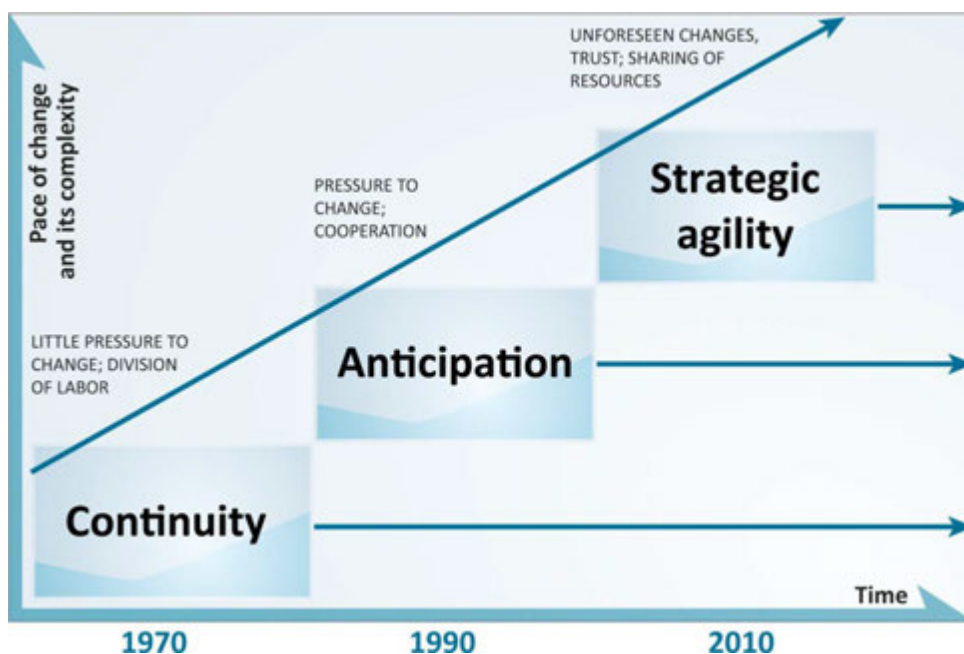 UNFORESEEN CHANGES,
TRUST; SHARING OF
RESOURCES
Pace of change
and its complexity
Strategic
agility
PRESSURE TO
CHANGE;
COOPERATION
LITTLE PRESSURE TO
CHANGE; DIVISION
OF LABOR
Anticipation
Continuity
Time
1970
1990
2010